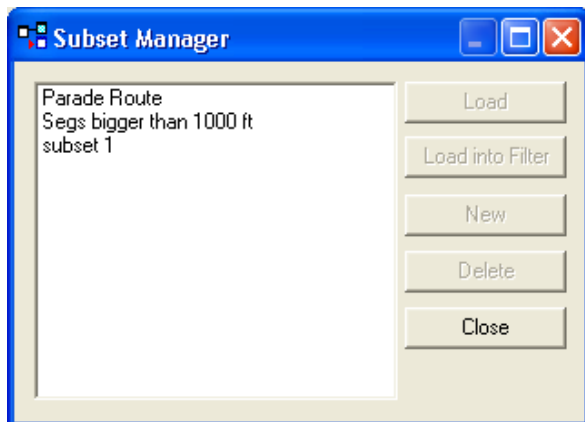 Subset Manager
Parade Route
Segs bigger than 1000 ft
subset 1
Load
Load into Filter
New
Delete
Close